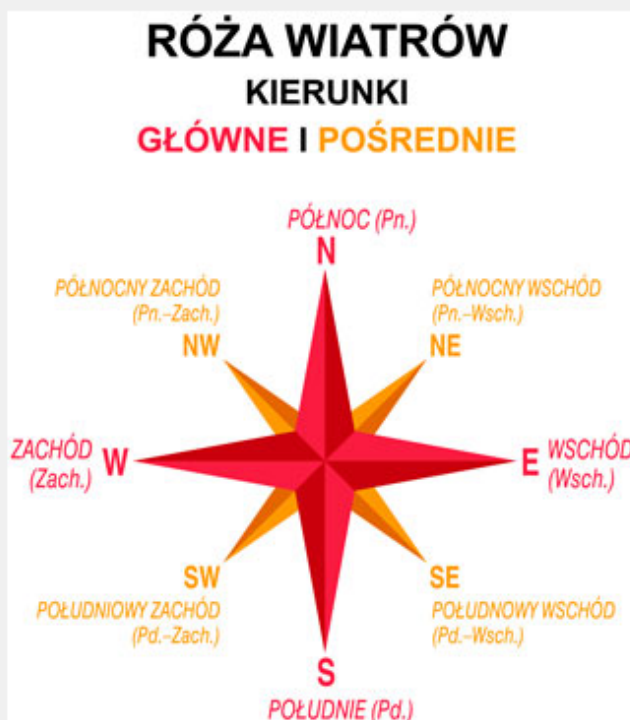 RÓŻA WIATRÓW
KIERUNKI
GŁÓWNE I POŚREDNIE
PÓŁNOC (Pn.)
N
PÓŁNOCNY ZACHÓD
(Pn.–Zach.)
NW
PÓŁNOCNY WSCHÓD
(Pn.–Wsch.)
NE
ZACHÓD
(Zach.)
W
E
WSCHÓD
(Wsch.)
SW
POŁUDNIOWY ZACHÓD
(Pd.–Zach.)
SE
POŁUDNOWY WSCHÓD
(Pd.–Wsch.)
S
POŁUDNIE (Pd.)